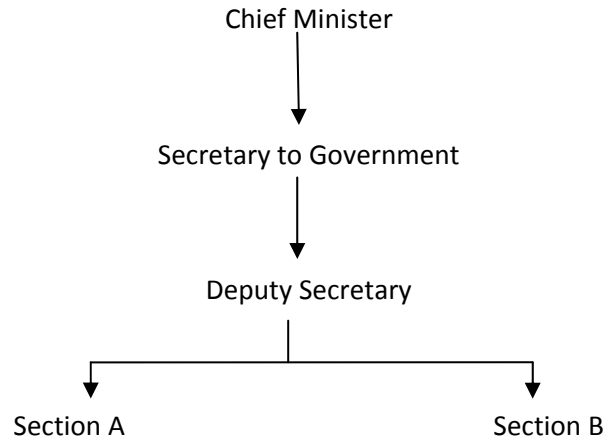 Chief Minister
Secretary to Government
Deputy Secretary
Section A
Section B